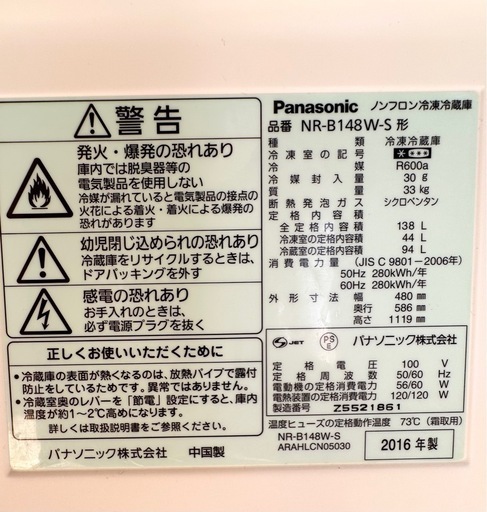 警告
発火・爆発の恐れあり
庫内では脱臭器等の
電気製品を使用しない
冷媒が漏れていると電気製品の接点の
火花による着火・着火による爆発の
恐れがあります
幼児閉じ込めらの恐れあり
冷蔵庫をリサイクルするときは、
ドアパッキングを外す
感電の恐れあり
お手入れのときは、
必ず電源プラグを抜く
正しくお使いいただくために
・冷蔵庫の表面が熱くなるのは、放熱パイプで露付
防止をしているためです。異常ではありません。
・冷蔵室奥のレバーを「節電」設定にすると、庫内
温度が約1~2℃高めになります。
詳しくは取扱説明書をご参照ください。
パナソニック株式会社 中国製
Panasonic ノンフロン冷凍冷蔵庫
品番 NR-B148W-S 形
種類 冷凍冷蔵庫
冷凍室の記号
冷媒 R600a
冷媒封入量 30 g
質量 33 kg
断熱発泡ガス シクロペンタン
定格内容積
全定格内容積 138 L
冷凍室の定格内容積 44 L
冷蔵室の定格内容積 94 L
消費電力量 (JIS C 9801-2006年)
50Hz 280kWh/年
60Hz 280kWh/年
外形寸法 幅 480 mm
奥行 586 mm
高さ 1119 mm
JET PS E パナソニック株式会社
定格電圧 100 V
定格周波数 50/60 Hz
電動機の定格消費電力 56/60 W
電熱装置の定格消費電力 120/120 W
製造番号 Z5521861
温度ヒューズの定格動作温度 73℃(霜取用)
NR-B148W-S
ARAHLCN05030
2016 年製